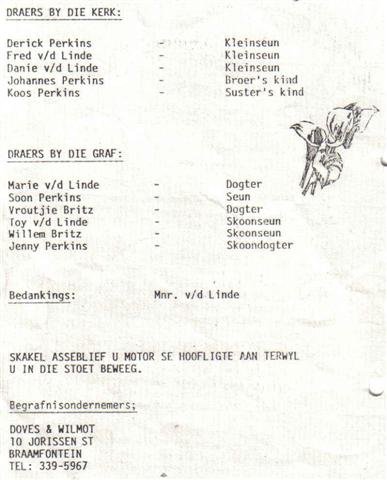 DRAERS BY DIE KERK:
Derick Perkins - Kleinseun
Fred v/d Linde - Kleinseun
Danie v/d Linde - Kleinseun
Johannes Perkins - Broer's kind
Koos Perkins - Suster's kind
DRAERS BY DIE GRAF:
Marie v/d Linde - Dogter
Soon Perkins - Seun
Vroutjie Britz - Dogter
Toy v/d Linde - Skoonseun
Willem Britz - Skoonseun
Jenny Perkins - Skoondogter
Bedankings: Mnr. v/d Linde
SKAKEL ASSEBLIEF U MOTOR SE HOOFLIGTE AAN TERWYL
U IN DIE STOET BEWEEG.
Begrafnisondernemers;
DOVES & WILMOT
10 JORISSEN ST
BRAAMFONTEIN
TEL: 339-5967